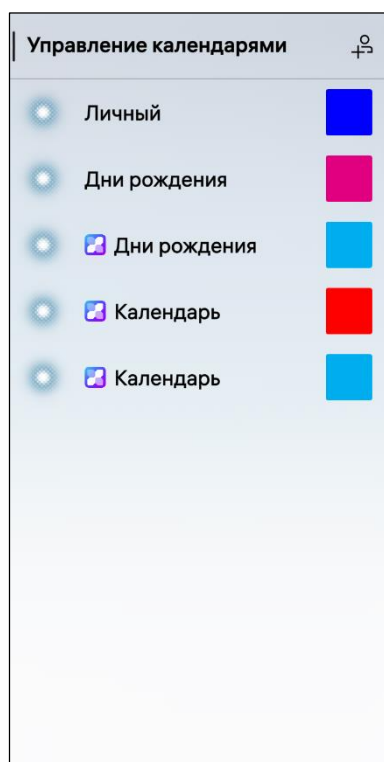 Управление календарями
Личный
Дни рождения
Дни рождения
Календарь
Календарь